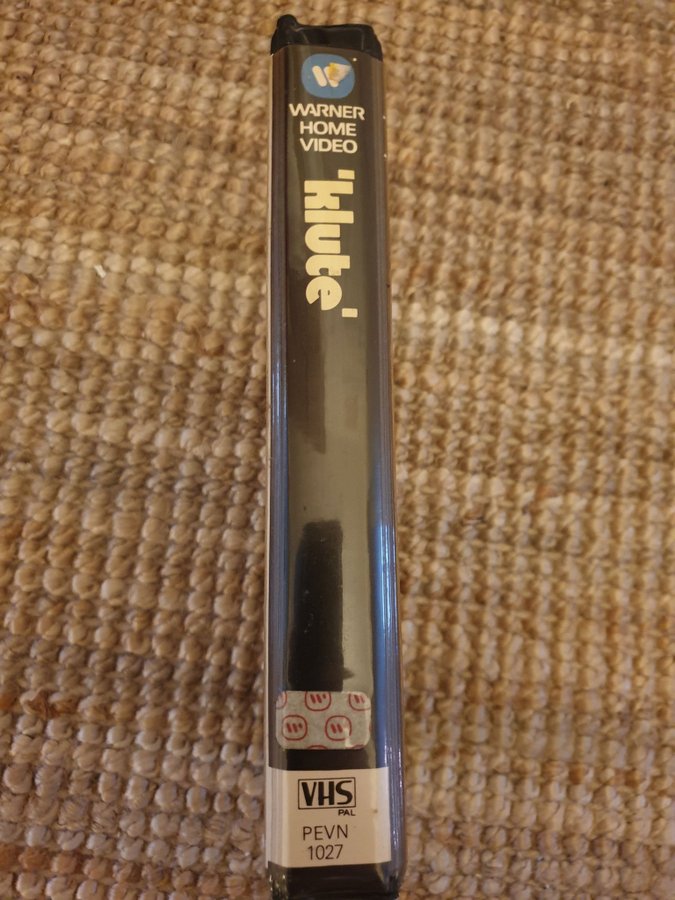 WARNER
HOME
VIDEO
'klute'
VHS
PAL
PEVN
1027